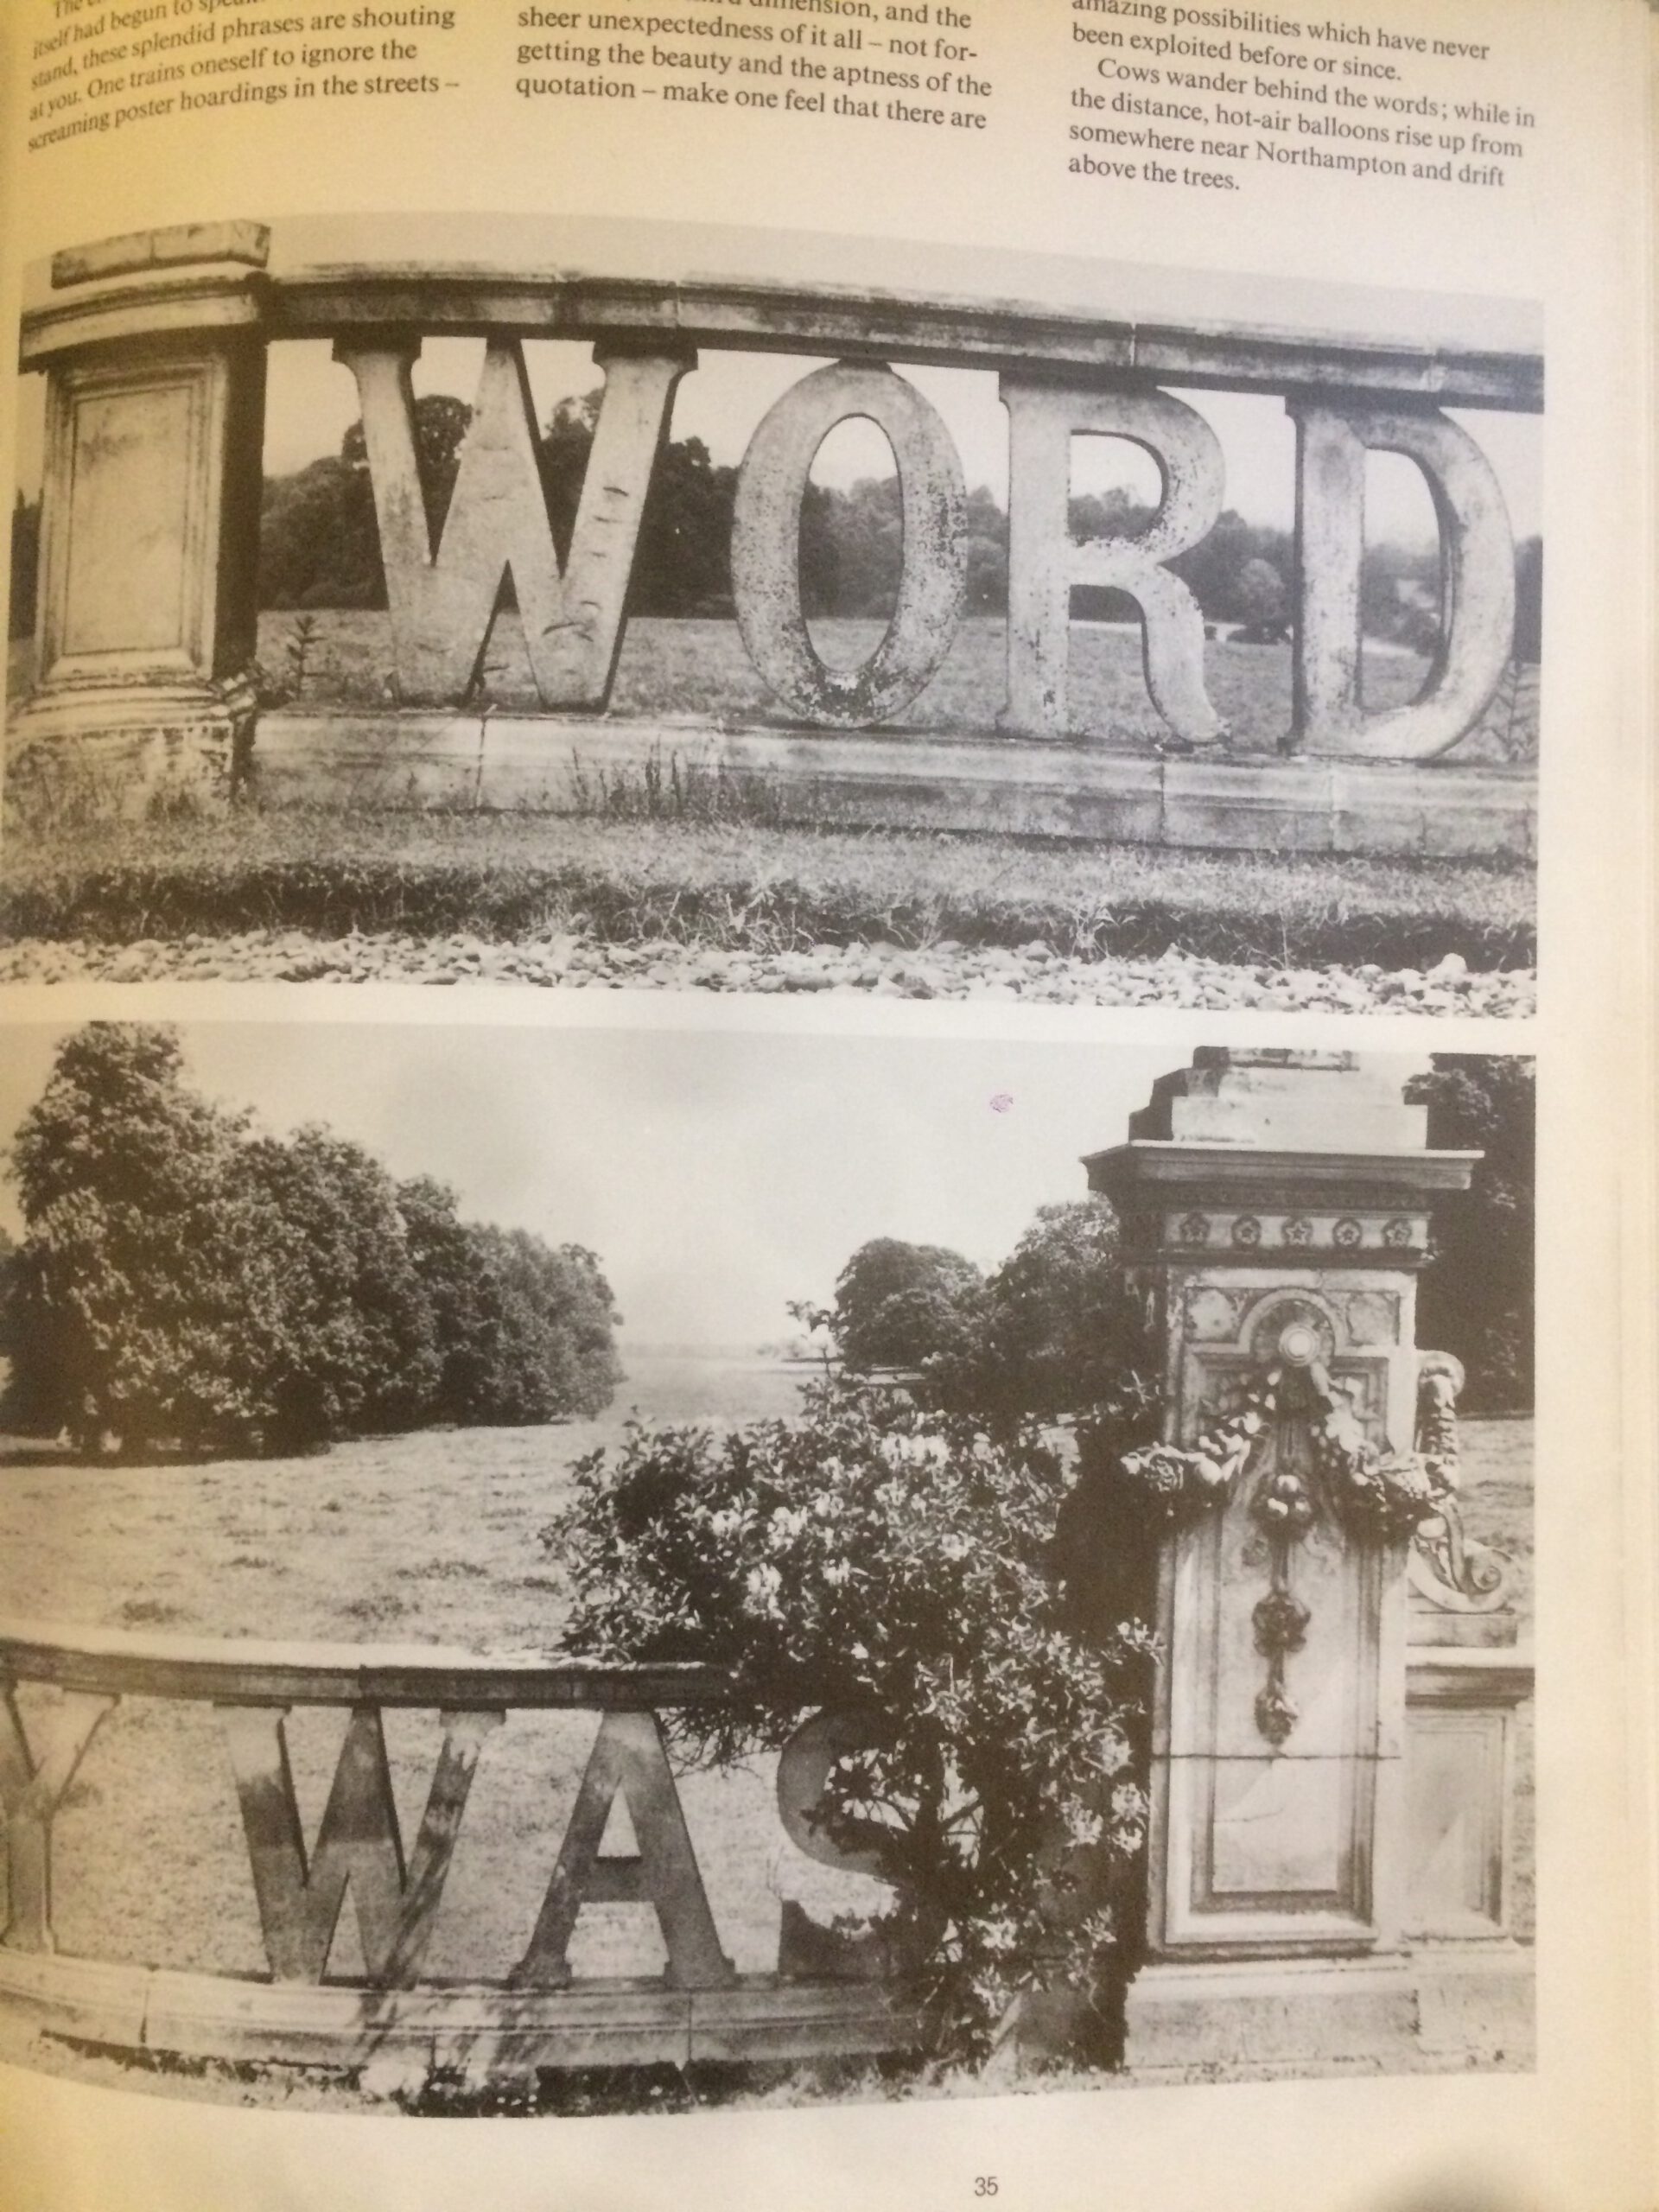 itself had begun to
stand, these splendid phrases are shouting
at you. One trains oneself to ignore the
screaming poster hoardings in the streets –
dimension, and the
sheer unexpectedness of it all – not for-
getting the beauty and the aptness of the
quotation – make one feel that there are
amazing possibilities which have never
been exploited before or since.
Cows wander behind the words; while in
the distance, hot-air balloons rise up from
somewhere near Northampton and drift
above the trees.
WORD
Y WAS
35